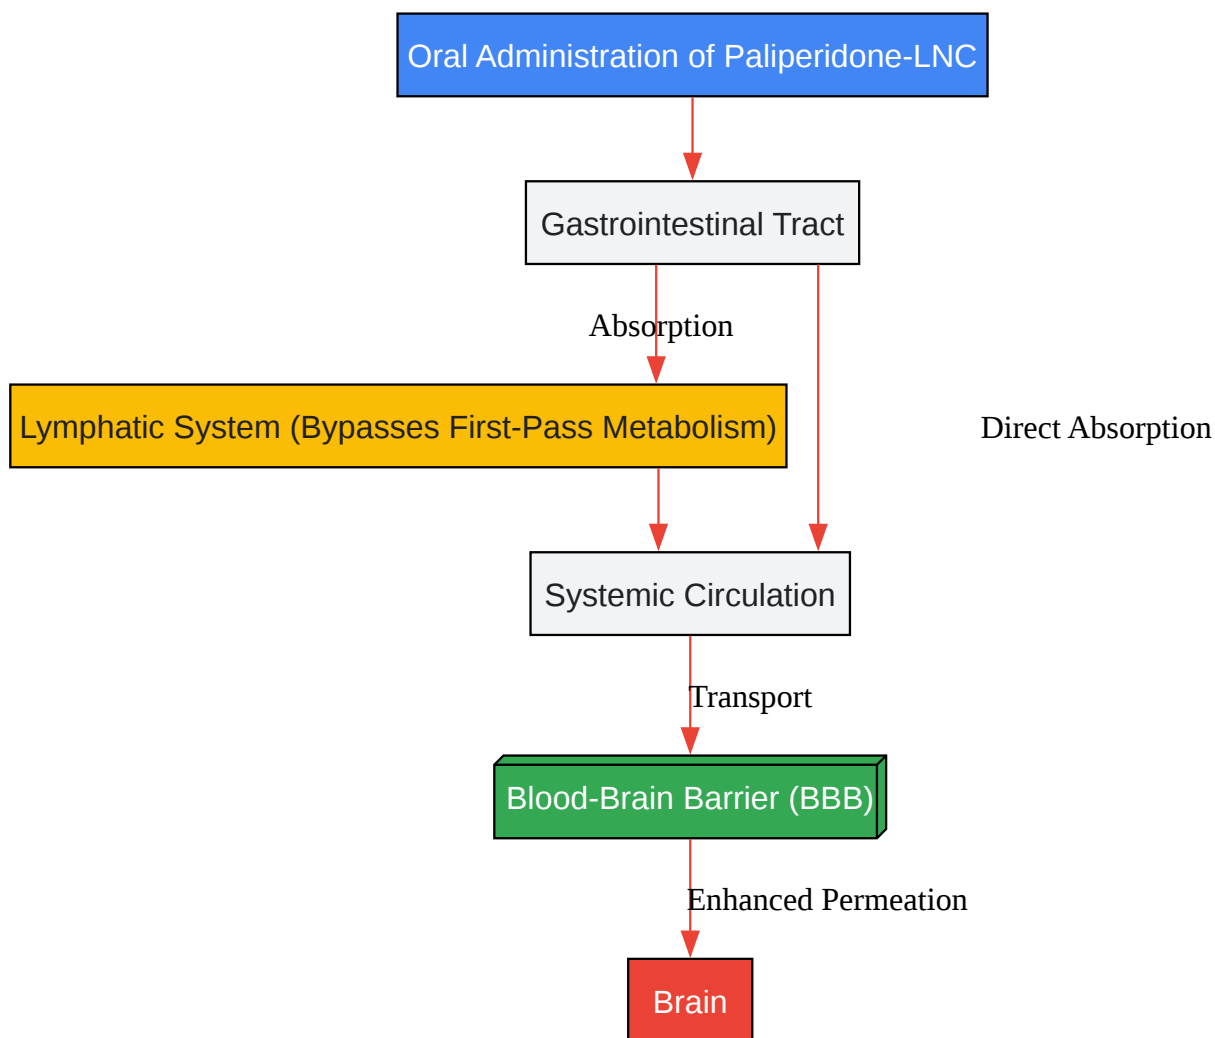 Oral Administration of Paliperidone-LNC
Gastrointestinal Tract
Absorption
Lymphatic System (Bypasses First-Pass Metabolism)
Direct Absorption
Systemic Circulation
Transport
Blood-Brain Barrier (BBB)
Enhanced Permeation
Brain